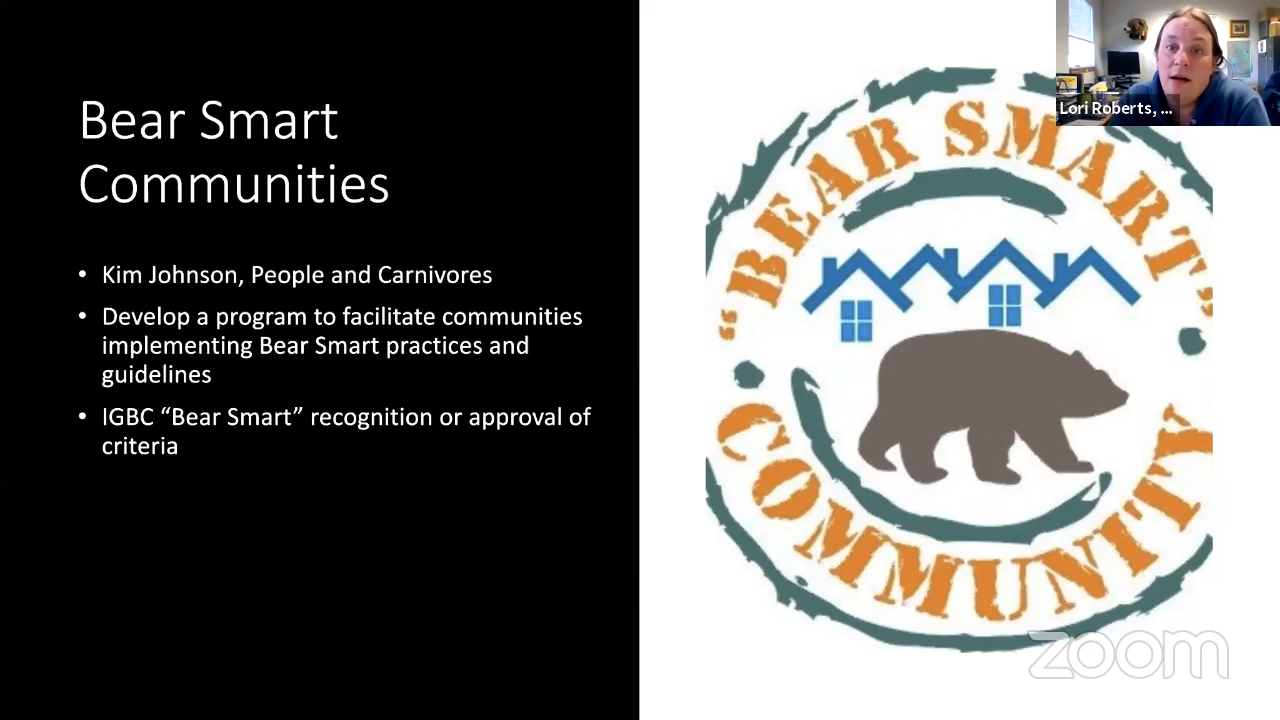 Bear Smart
Communities
• Kim Johnson, People and Carnivores
• Develop a program to facilitate communities
implementing Bear Smart practices and
guidelines
• IGBC “Bear Smart” recognition or approval of
criteria
Lori Roberts, ...
“BEAR SMART”
COMMUNITY
zoom